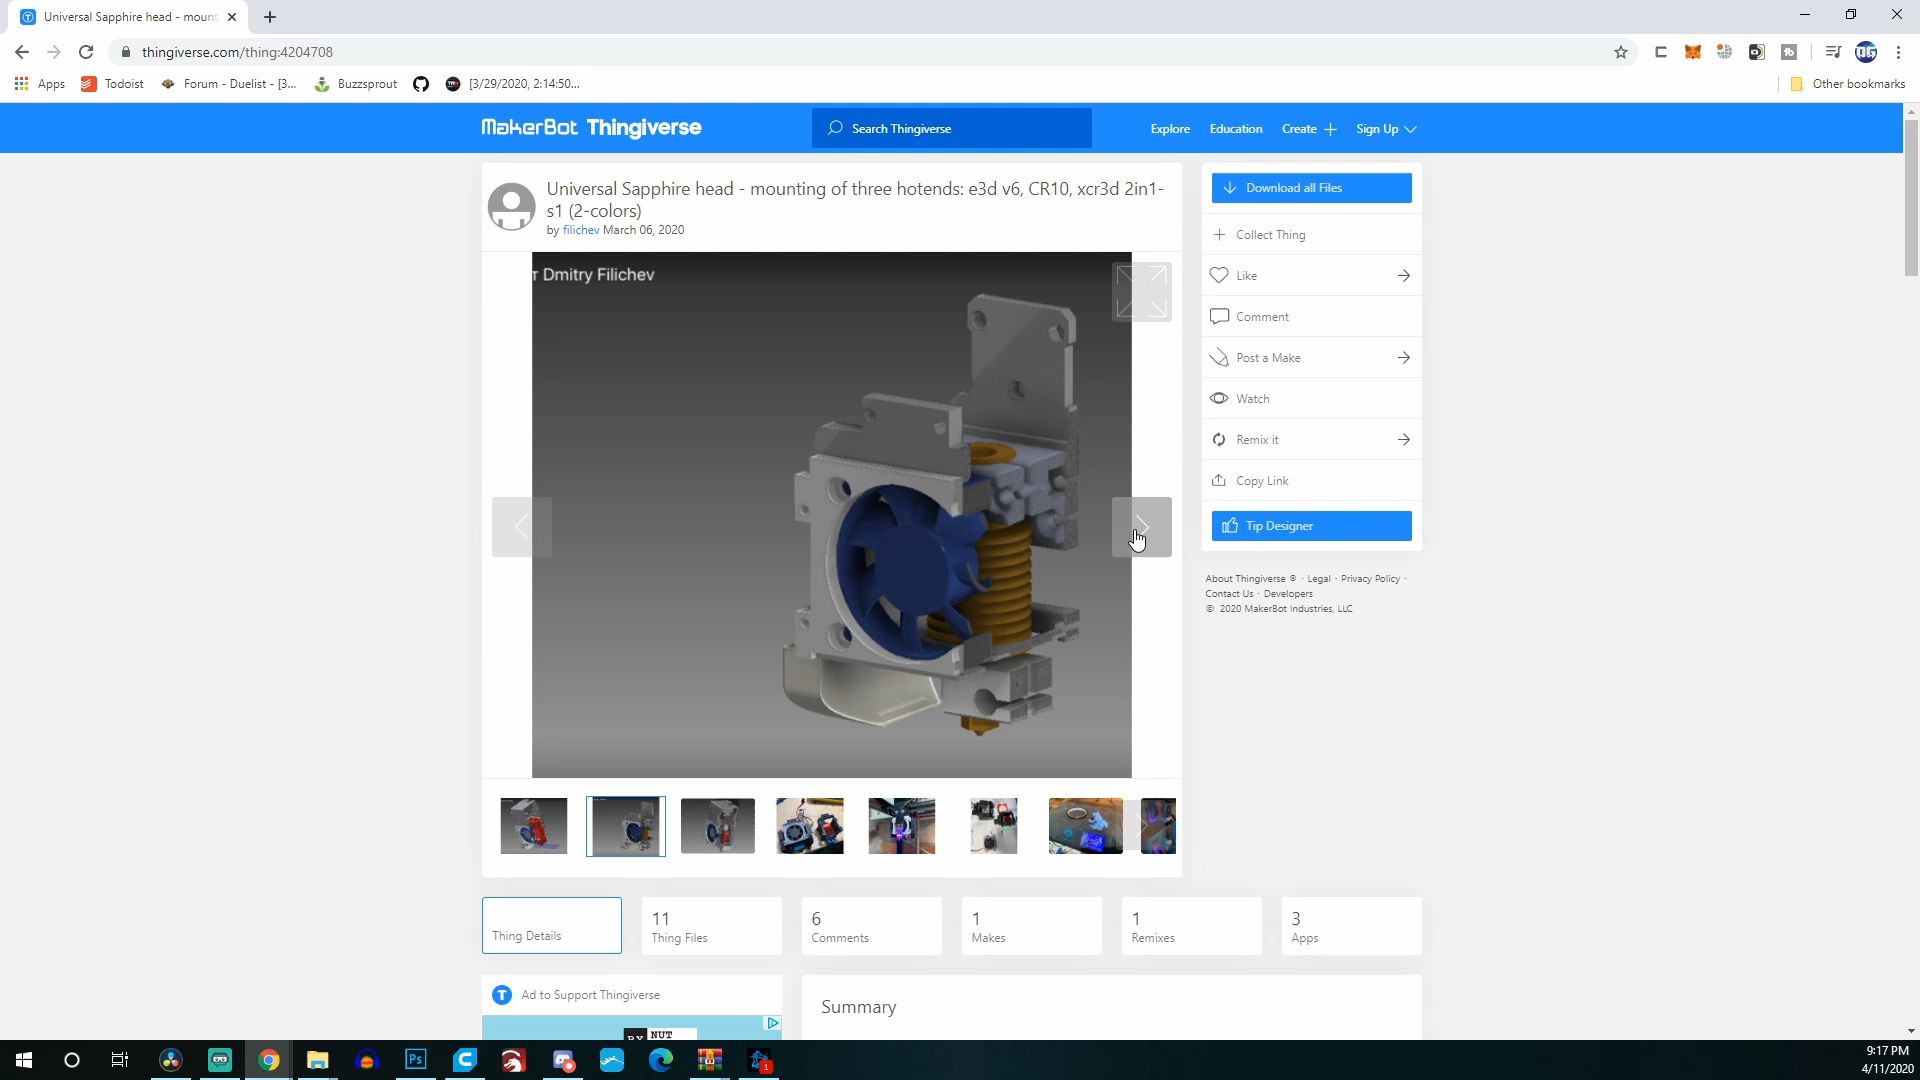 Universal Sapphire head - mount
thingiverse.com/thing:4204708
Apps
Todoist
Forum - Duelist - [3...
Buzzsprout
[3/29/2020, 2:14:50...
Other bookmarks
MakerBot Thingiverse
Search Thingiverse
Explore
Education
Create
Sign Up
Universal Sapphire head - mounting of three hotends: e3d v6, CR10, xcr3d 2in1-
s1 (2-colors)
by filichev March 06, 2020
т Dmitry Filichev
Download all Files
Collect Thing
Like
Comment
Post a Make
Watch
Remix it
Copy Link
Tip Designer
About Thingiverse ® · Legal · Privacy Policy ·
Contact Us · Developers
© 2020 MakerBot Industries, LLC
Thing Details
11
Thing Files
6
Comments
1
Makes
1
Remixes
3
Apps
Ad to Support Thingiverse
NUT
Summary
Ps
1
9:17 PM
4/11/2020